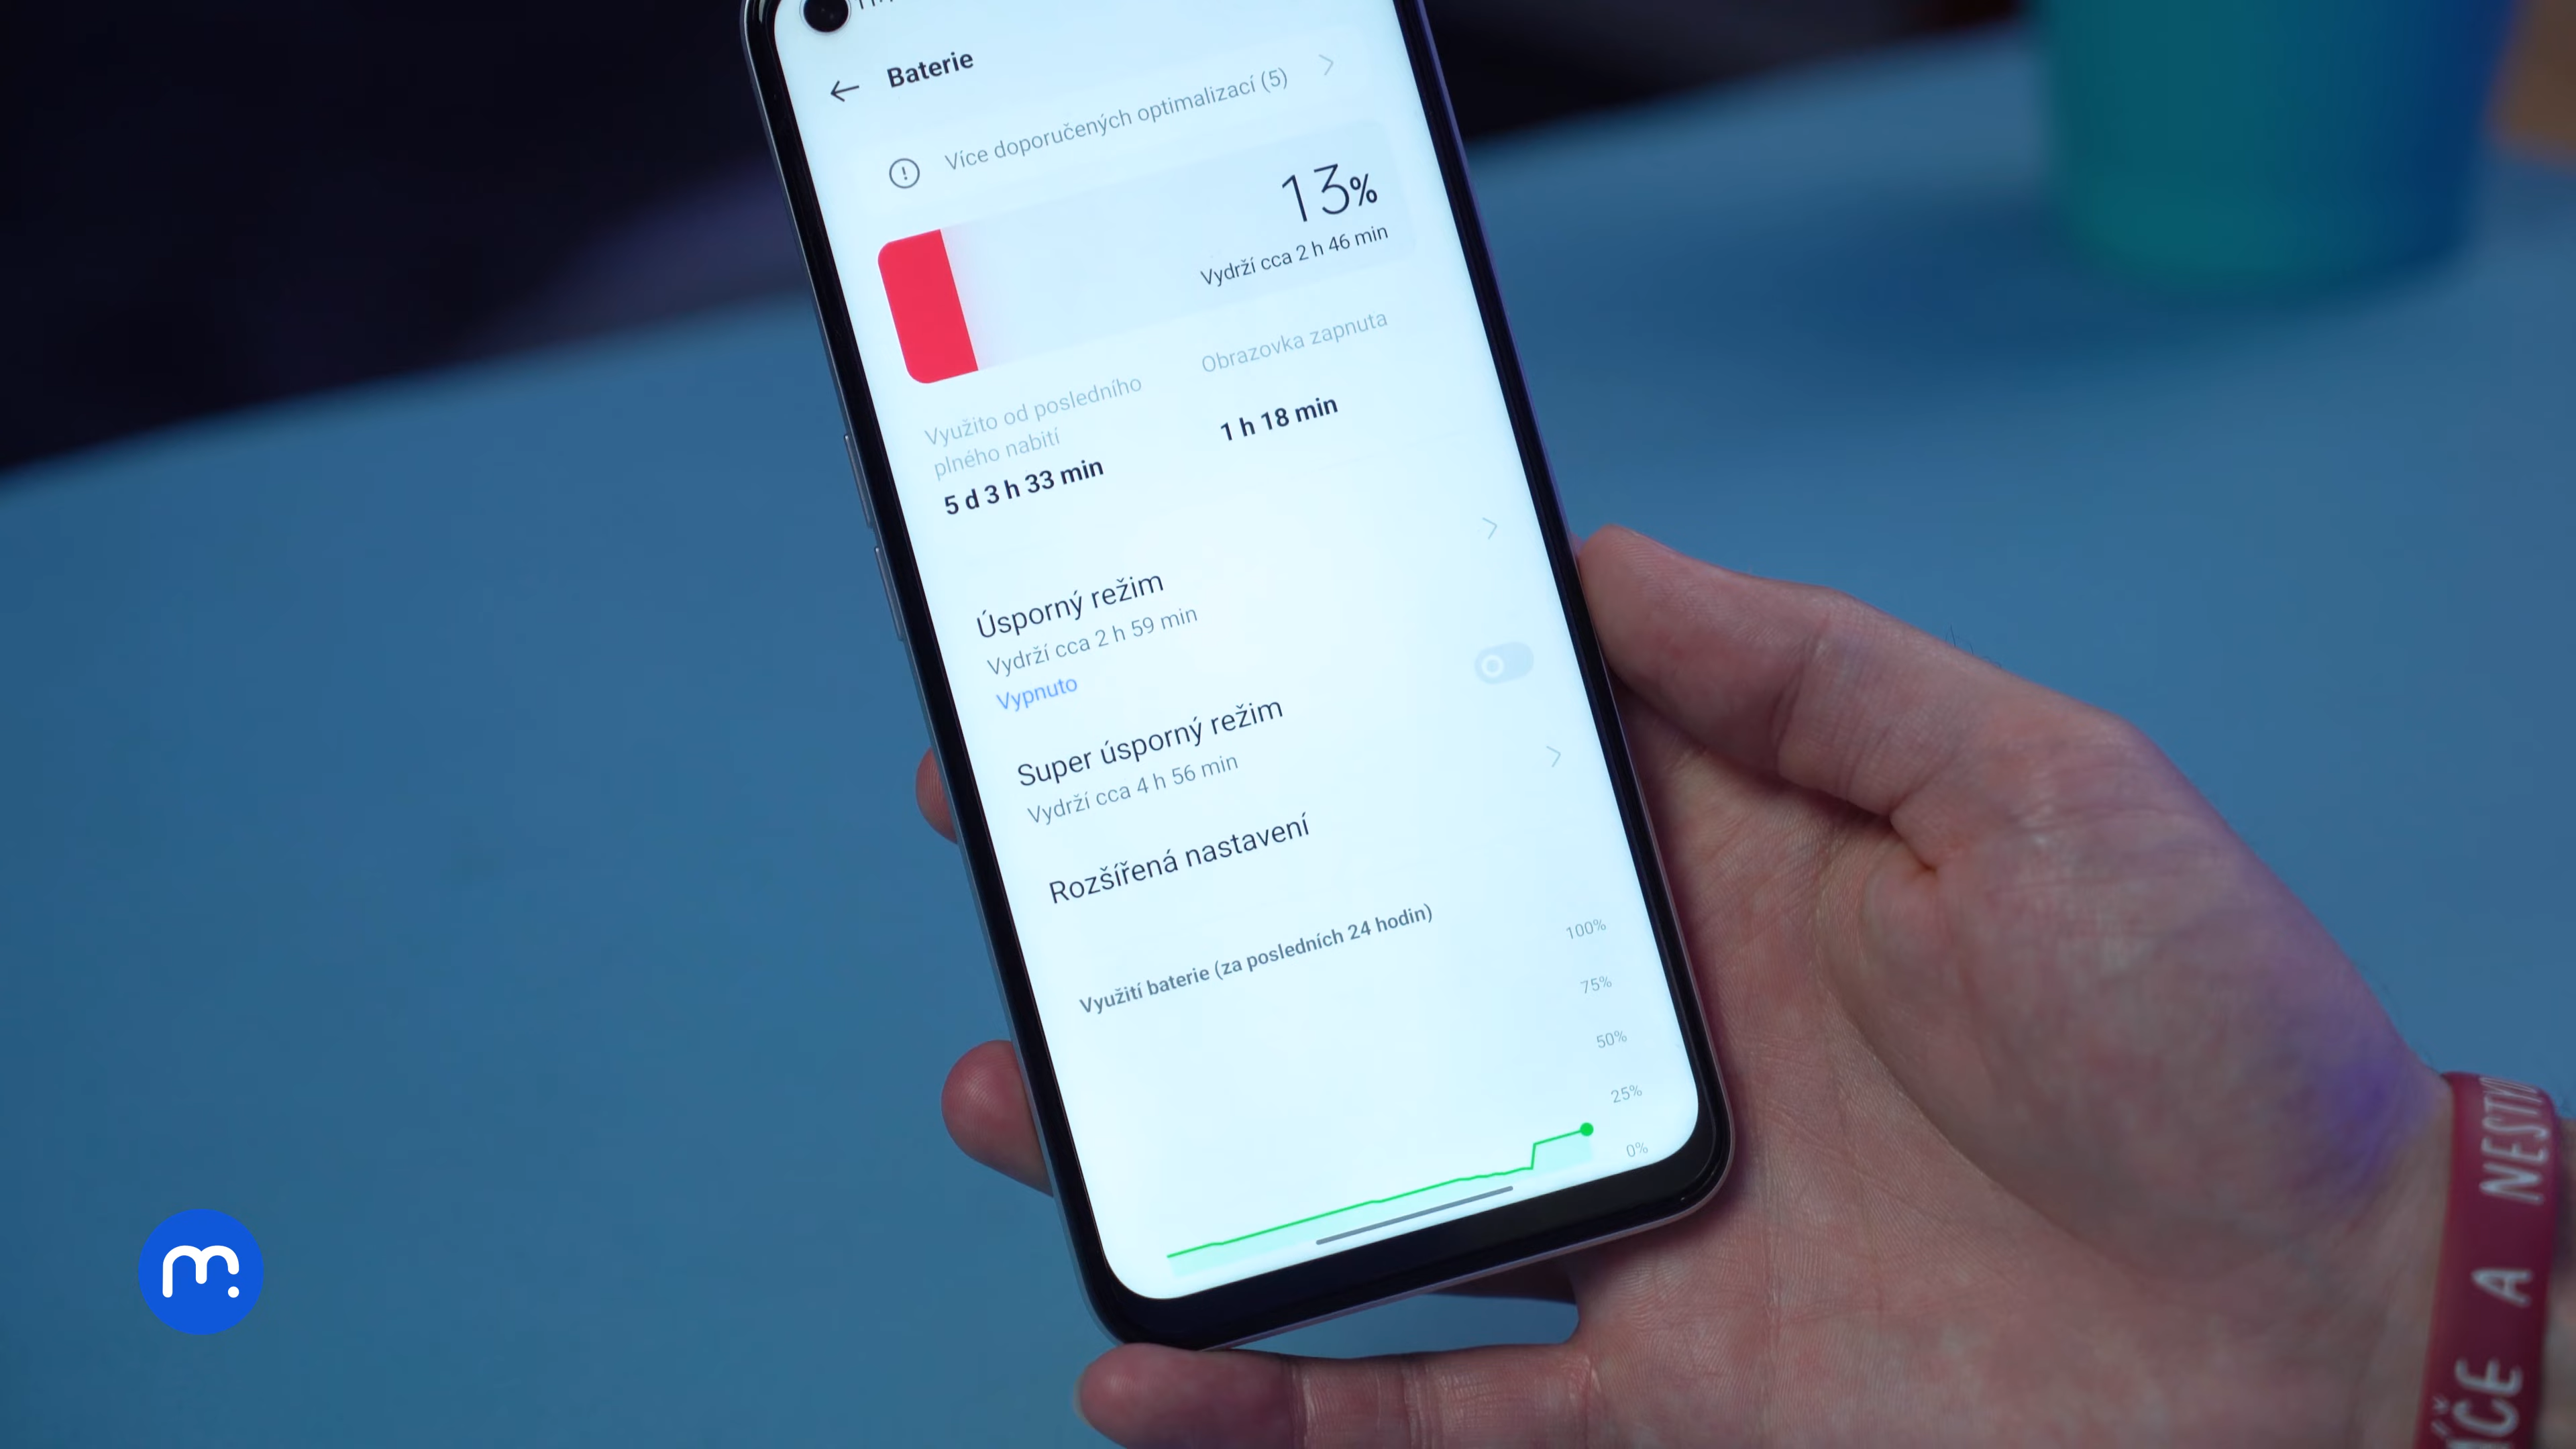 Baterie
Více doporučených optimalizací (5)
13%
Vydrží cca 2 h 46 min
Využito od posledního
plného nabití
5 d 3 h 33 min
Obrazovka zapnuta
1 h 18 min
Úsporný režim
Vydrží cca 2 h 59 min
Vypnuto
Super úsporný režim
Vydrží cca 4 h 56 min
Rozšířená nastavení
Využití baterie (za posledních 24 hodin)
100%
75%
50%
25%
0%
m.
A